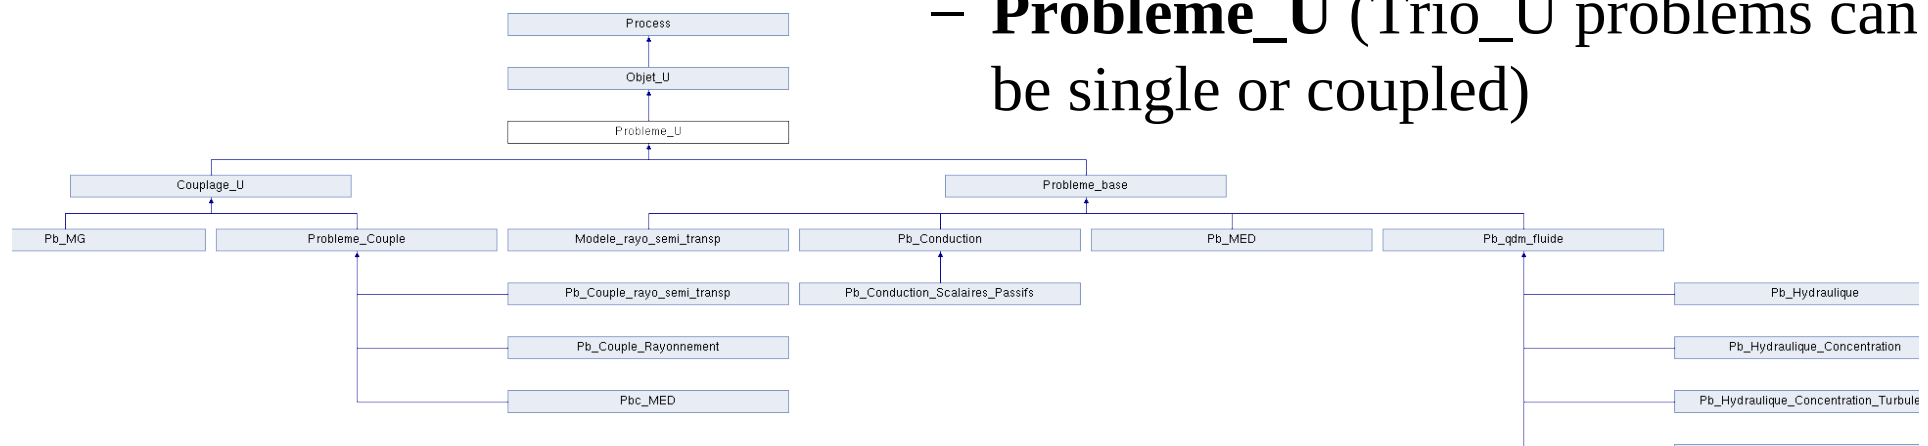 Process
– Probleme_U (Trio_U problems can
be single or coupled)
Objet_U
Probleme_U
Couplage_U
Probleme_base
Pb_MG
Probleme_Couple
Modele_rayo_semi_transp
Pb_Conduction
Pb_MED
Pb_qdm_fluide
Pb_Couple_rayo_semi_transp
Pb_Conduction_Scalaires_Passifs
Pb_Hydraulique
Pb_Couple_Rayonnement
Pb_Hydraulique_Concentration
Pbc_MED
Pb_Hydraulique_Concentration_Turbule